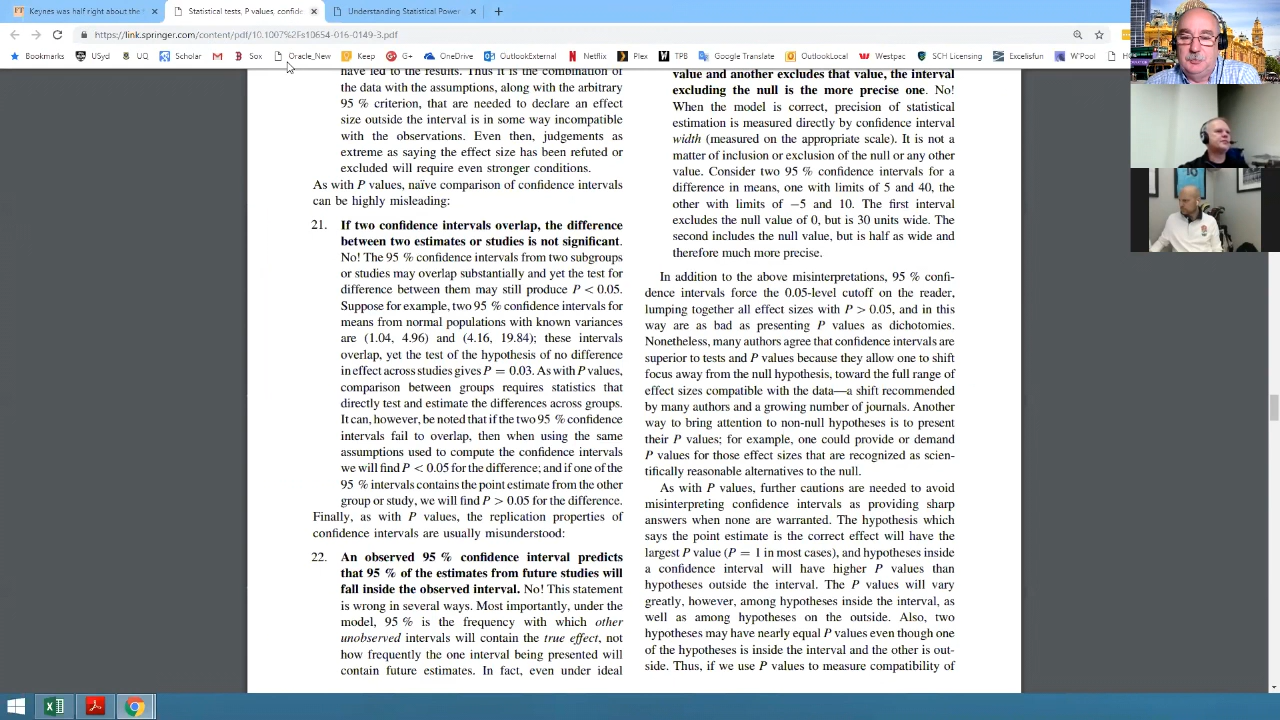 Keynes was half right about the
Statistical tests, P values, confide
Understanding Statistical Power
https://link.springer.com/content/pdf/10.1007%2Fs10654-016-0149-3.pdf
Bookmarks USyd UQ Scholar Sox Oracle_New Keep G+ OneDrive OutlookExternal Netflix Plex TPB Google Translate OutlookLocal Westpac SCH Licensing Excelisfun W'Pool
have led to the results. Thus it is the combination of
the data with the assumptions, along with the arbitrary
95 % criterion, that are needed to declare an effect
size outside the interval is in some way incompatible
with the observations. Even then, judgements as
extreme as saying the effect size has been refuted or
excluded will require even stronger conditions.
As with P values, naïve comparison of confidence intervals
can be highly misleading:
21. If two confidence intervals overlap, the difference
between two estimates or studies is not significant.
No! The 95 % confidence intervals from two subgroups
or studies may overlap substantially and yet the test for
difference between them may still produce P < 0.05.
Suppose for example, two 95 % confidence intervals for
means from normal populations with known variances
are (1.04, 4.96) and (4.16, 19.84); these intervals
overlap, yet the test of the hypothesis of no difference
in effect across studies gives P = 0.03. As with P values,
comparison between groups requires statistics that
directly test and estimate the differences across groups.
It can, however, be noted that if the two 95 % confidence
intervals fail to overlap, then when using the same
assumptions used to compute the confidence intervals
we will find P < 0.05 for the difference; and if one of the
95 % intervals contains the point estimate from the other
group or study, we will find P > 0.05 for the difference.
Finally, as with P values, the replication properties of
confidence intervals are usually misunderstood:
22. An observed 95 % confidence interval predicts
that 95 % of the estimates from future studies will
fall inside the observed interval. No! This statement
is wrong in several ways. Most importantly, under the
model, 95 % is the frequency with which other
unobserved intervals will contain the true effect, not
how frequently the one interval being presented will
contain future estimates. In fact, even under ideal
value and another excludes that value, the interval
excluding the null is the more precise one. No!
When the model is correct, precision of statistical
estimation is measured directly by confidence interval
width (measured on the appropriate scale). It is not a
matter of inclusion or exclusion of the null or any other
value. Consider two 95 % confidence intervals for a
difference in means, one with limits of 5 and 40, the
other with limits of −5 and 10. The first interval
excludes the null value of 0, but is 30 units wide. The
second includes the null value, but is half as wide and
therefore much more precise.
In addition to the above misinterpretations, 95 % confi-
dence intervals force the 0.05-level cutoff on the reader,
lumping together all effect sizes with P > 0.05, and in this
way are as bad as presenting P values as dichotomies.
Nonetheless, many authors agree that confidence intervals are
superior to tests and P values because they allow one to shift
focus away from the null hypothesis, toward the full range of
effect sizes compatible with the data—a shift recommended
by many authors and a growing number of journals. Another
way to bring attention to non-null hypotheses is to present
their P values; for example, one could provide or demand
P values for those effect sizes that are recognized as scien-
tifically reasonable alternatives to the null.
As with P values, further cautions are needed to avoid
misinterpreting confidence intervals as providing sharp
answers when none are warranted. The hypothesis which
says the point estimate is the correct effect will have the
largest P value (P = 1 in most cases), and hypotheses inside
a confidence interval will have higher P values than
hypotheses outside the interval. The P values will vary
greatly, however, among hypotheses inside the interval, as
well as among hypotheses on the outside. Also, two
hypotheses may have nearly equal P values even though one
of the hypotheses is inside the interval and the other is out-
side. Thus, if we use P values to measure compatibility of